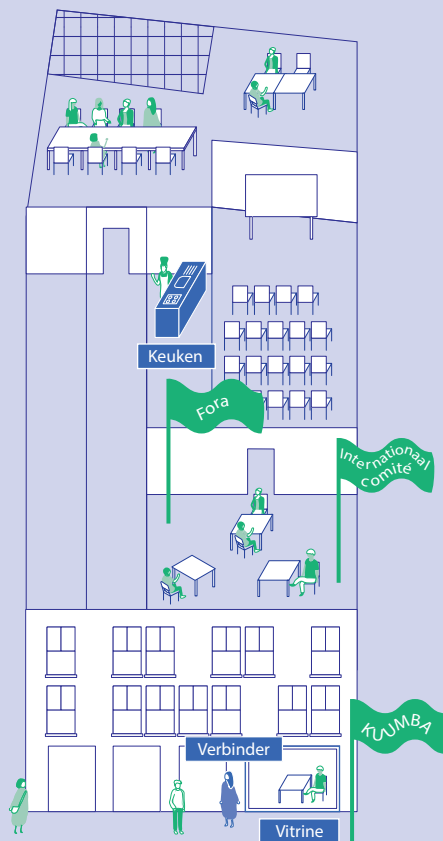 Keuken
Fora
Internationaal
comité
KUUMBA
Verbinder
Vitrine